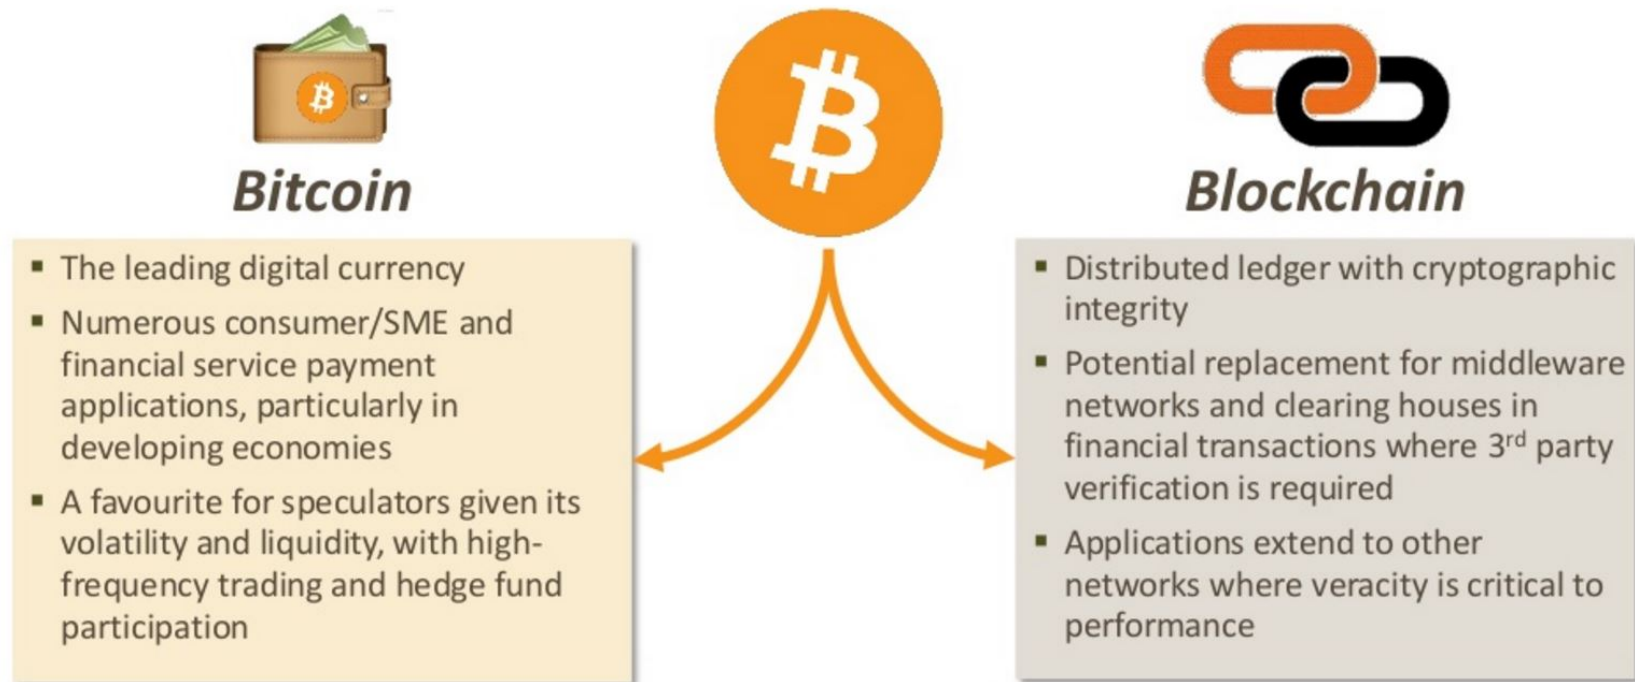 Bitcoin
▪ The leading digital currency
▪ Numerous consumer/SME and
financial service payment
applications, particularly in
developing economies
▪ A favourite for speculators given its
volatility and liquidity, with high-
frequency trading and hedge fund
participation
Blockchain
▪ Distributed ledger with cryptographic
integrity
▪ Potential replacement for middleware
networks and clearing houses in
financial transactions where 3rd party
verification is required
▪ Applications extend to other
networks where veracity is critical to
performance